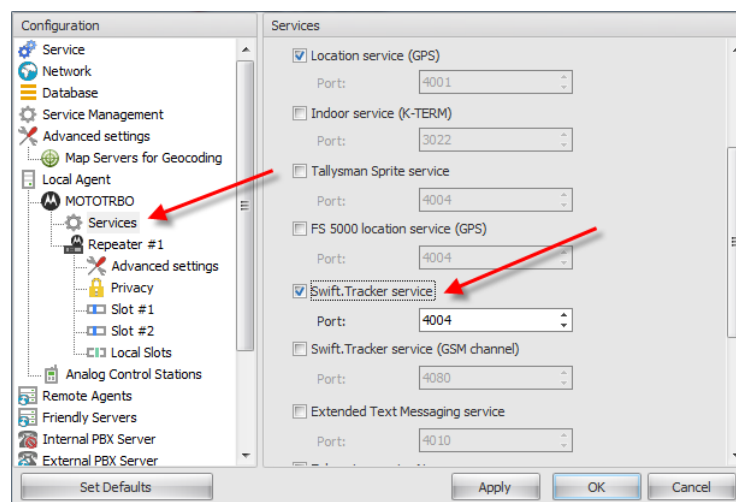 Configuration
Service
Network
Database
Service Management
Advanced settings
Map Servers for Geocoding
Local Agent
MOTOTRBO
Services
Repeater #1
Advanced settings
Privacy
Slot #1
Slot #2
Local Slots
Analog Control Stations
Remote Agents
Friendly Servers
Internal PBX Server
External PBX Server
Set Defaults
Services
Location service (GPS)
Port: 4001
Indoor service (K-TERM)
Port: 3022
Tallysman Sprite service
Port: 4004
FS 5000 location service (GPS)
Port: 4004
Swift.Tracker service
Port: 4004
Swift.Tracker service (GSM channel)
Port: 4080
Extended Text Messaging service
Port: 4010
Apply
OK
Cancel